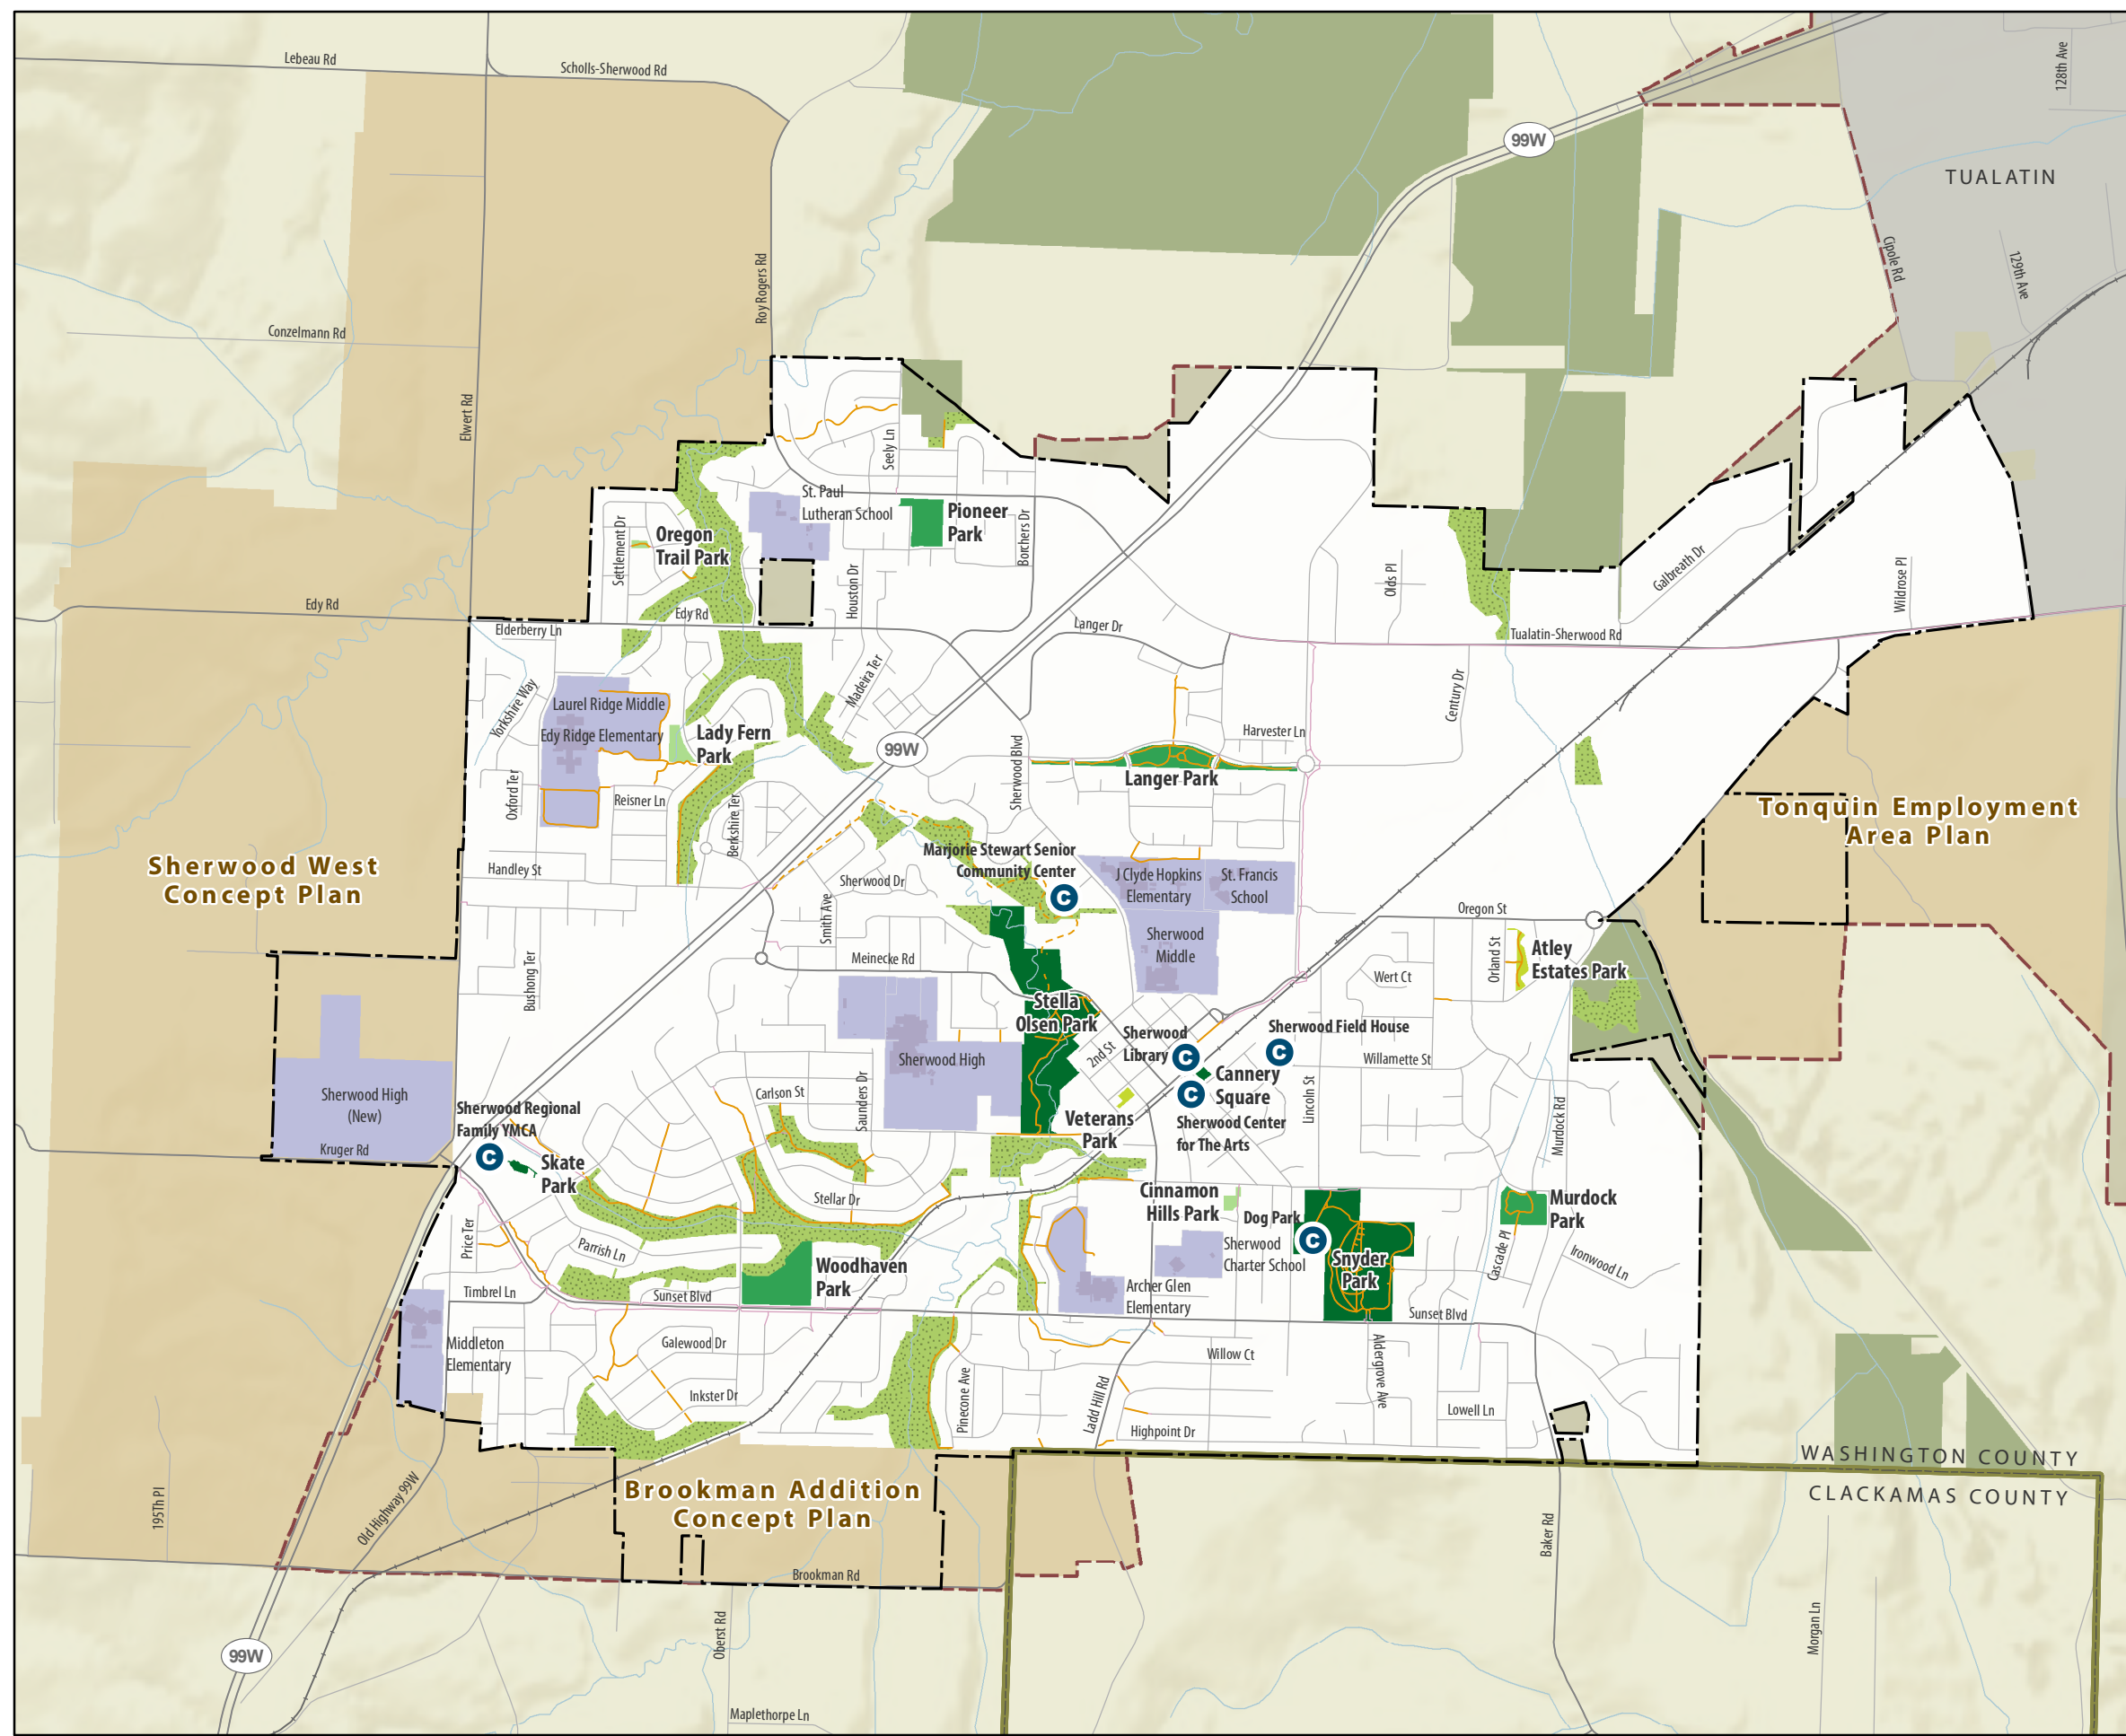 Lebeau Rd
Scholls-Sherwood Rd
128th Ave
99W
TUALATIN
Roy Rogers Rd
Cipole Rd
129th Ave
Conzelmann Rd
Elwert Rd
Seely Ln
St. Paul
Lutheran School
Pioneer
Park
Borchers Dr
Settlement Dr
Oregon
Trail Park
Houston Dr
Olds Pl
Galbreath Dr
Wildrose Pl
Edy Rd
Edy Rd
Elderberry Ln
Langer Dr
Tualatin-Sherwood Rd
Yorkshire Way
Madeira Ter
Century Dr
Laurel Ridge Middle
Edy Ridge Elementary
Lady Fern
Park
99W
Sherwood Blvd
Harvester Ln
Langer Park
Oxford Ter
Reisner Ln
Berkshire Ter
Tonquin Employment
Area Plan
Sherwood West
Concept Plan
Handley St
Sherwood Dr
Marjorie Stewart Senior
Community Center
C
J Clyde Hopkins
Elementary
St. Francis
School
Smith Ave
Oregon St
Sherwood
Middle
Orland St
Atley
Estates Park
Meinecke Rd
Bushong Ter
Wert Ct
Stella
Olsen Park
Sherwood
Library
C
Sherwood Field House
C
2nd St
Willamette St
Sherwood High
Cannery
Square
C
Sherwood High
(New)
Carlson St
Saunders Dr
Lincoln St
Murdock Rd
Veterans
Park
Sherwood Center
for The Arts
Sherwood Regional
Family YMCA
C
Kruger Rd
Skate
Park
Stellar Dr
Cinnamon
Hills Park
Dog Park
C
Murdock
Park
Price Ter
Parrish Ln
Woodhaven
Park
Sherwood
Charter School
Snyder
Park
Cascade Pl
Ironwood Ln
Timbrel Ln
Sunset Blvd
Archer Glen
Elementary
Sunset Blvd
Middleton
Elementary
Galewood Dr
Willow Ct
Aldergrove Ave
Inkster Dr
Pinecone Ave
Ladd Hill Rd
Lowell Ln
Highpoint Dr
WASHINGTON COUNTY
CLACKAMAS COUNTY
195Th Pl
Old Highway 99W
Brookman Addition
Concept Plan
Baker Rd
Brookman Rd
Oberst Rd
Morgan Ln
99W
Maplethorpe Ln